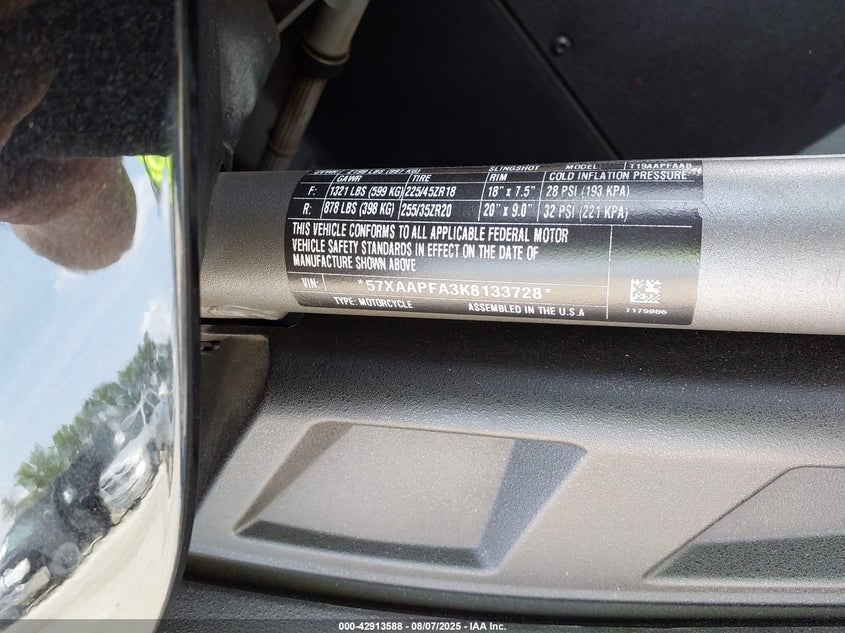 SLINGSHOT MODEL: T19AAPFAAP
GAWR TIRE RIM COLD INFLATION PRESSURE
F: 1321 LBS (599 KG) 225/45ZR18 18" x 7.5" 28 PSI (193 KPA)
R: 878 LBS (398 KG) 255/35ZR20 20" x 9.0" 32 PSI (221 KPA)
THIS VEHICLE CONFORMS TO ALL APPLICABLE FEDERAL MOTOR
VEHICLE SAFETY STANDARDS IN EFFECT ON THE DATE OF
MANUFACTURE SHOWN ABOVE
VIN: *57XAAPFA3K8133728*
TYPE: MOTORCYCLE ASSEMBLED IN THE U.S.A
7179986
000-42913588 - 08/07/2025 - IAA Inc.